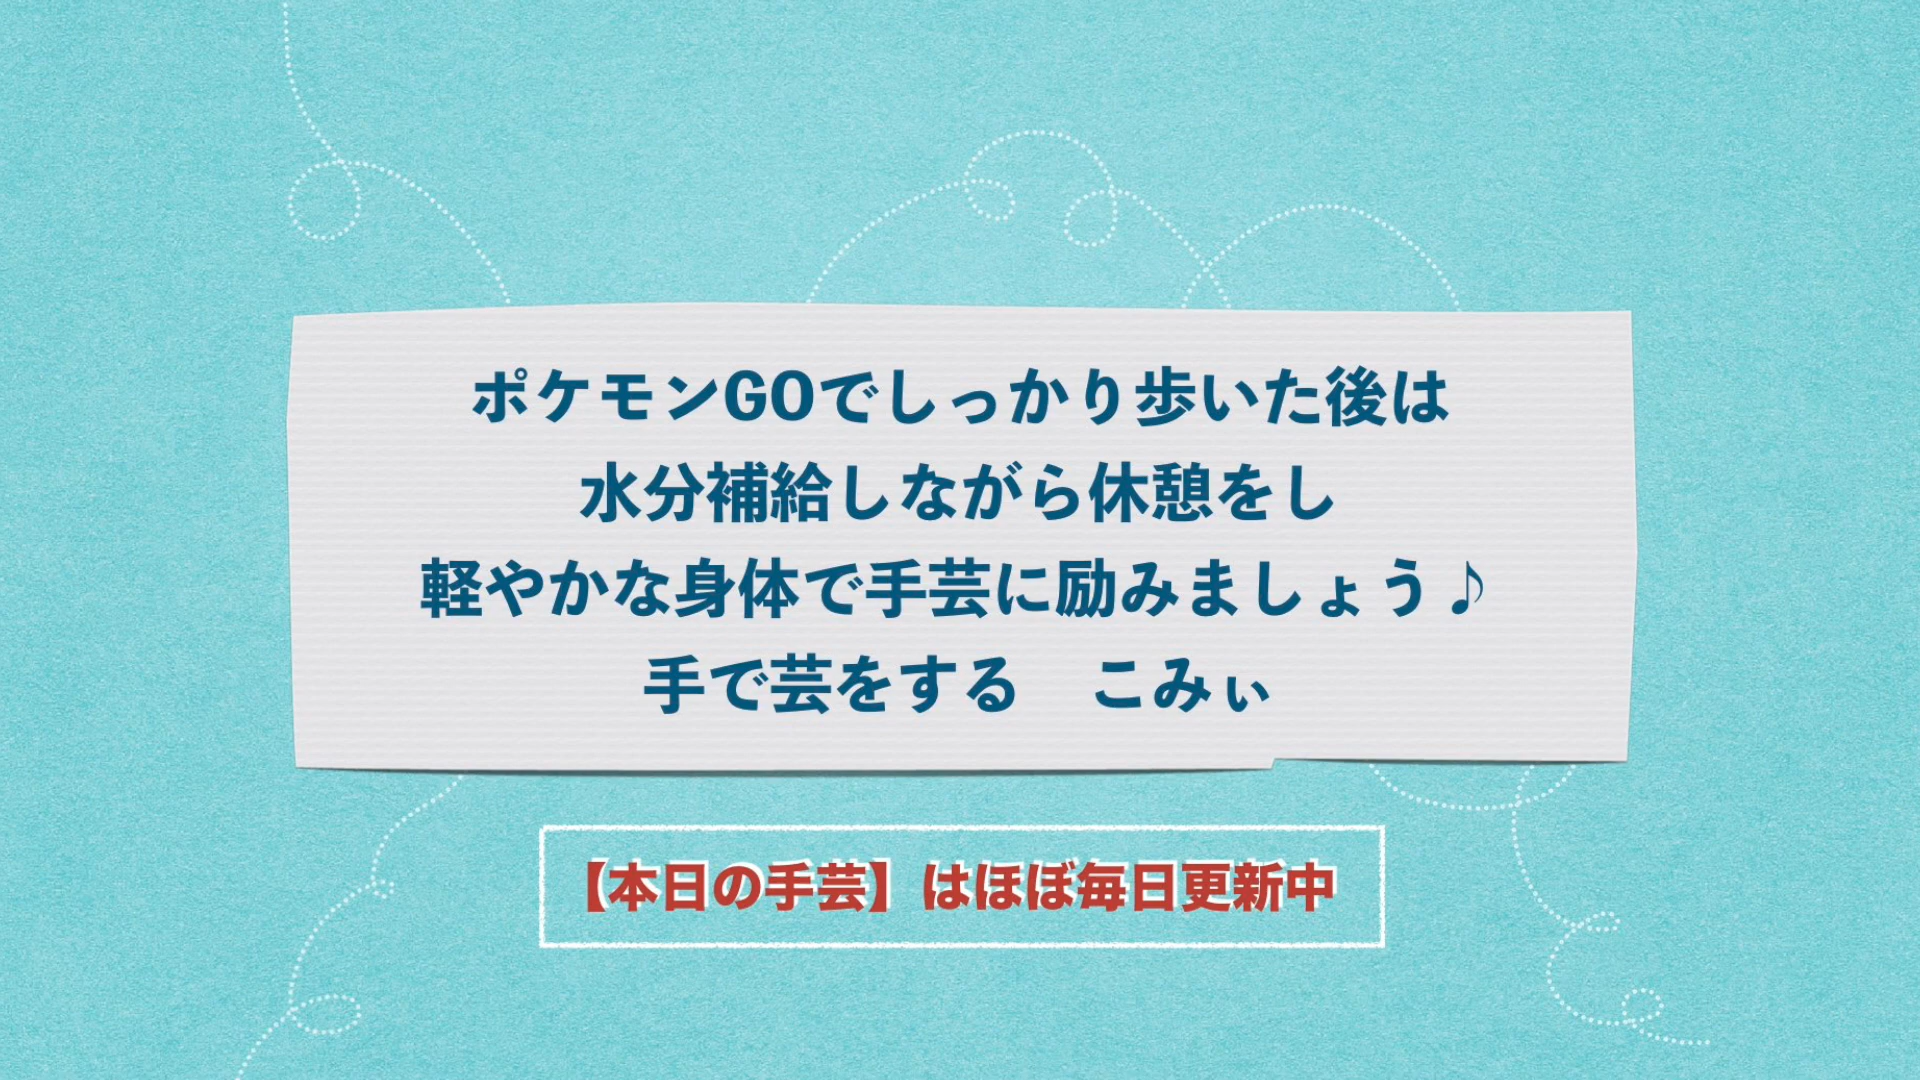 ポケモンGOでしっかり歩いた後は
水分補給しながら休憩をし
軽やかな身体で手芸に励みましょう♪
手で芸をする　こみぃ
【本日の手芸】はほぼ毎日更新中